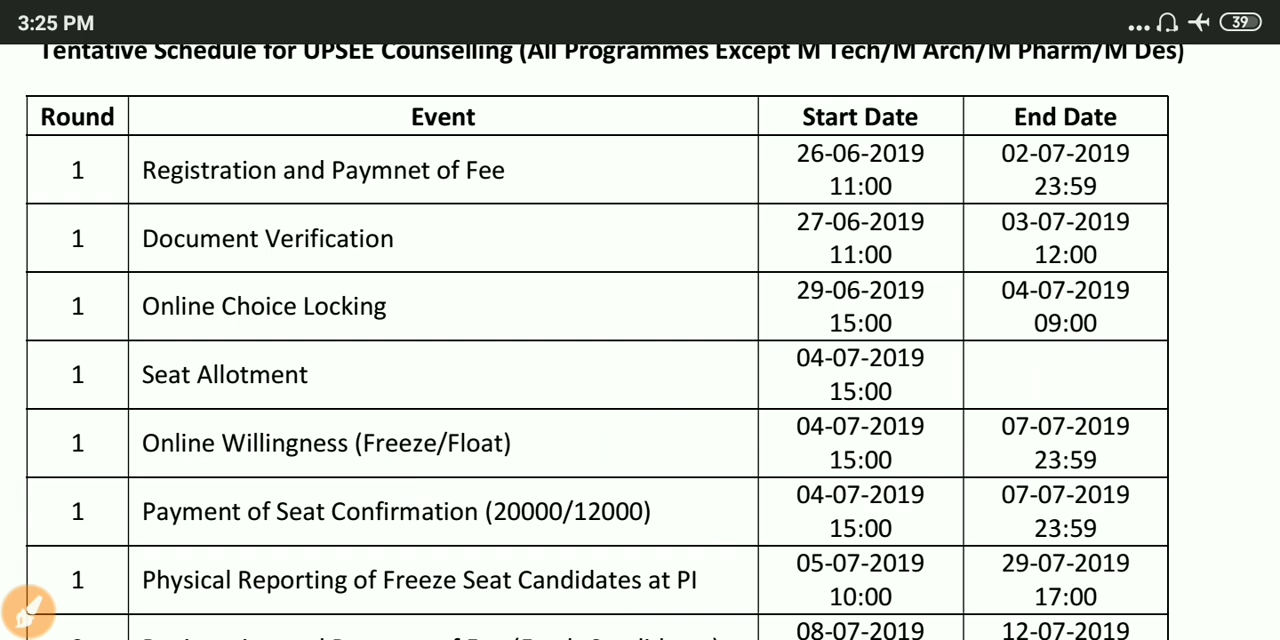 3:25 PM
39
Tentative Schedule for UPSEE Counselling (All Programmes Except M Tech/M Arch/M Pharm/M Des)
Round Event Start Date End Date
1 Registration and Paymnet of Fee 26-06-2019 11:00 02-07-2019 23:59
1 Document Verification 27-06-2019 11:00 03-07-2019 12:00
1 Online Choice Locking 29-06-2019 15:00 04-07-2019 09:00
1 Seat Allotment 04-07-2019 15:00
1 Online Willingness (Freeze/Float) 04-07-2019 15:00 07-07-2019 23:59
1 Payment of Seat Confirmation (20000/12000) 04-07-2019 15:00 07-07-2019 23:59
1 Physical Reporting of Freeze Seat Candidates at PI 05-07-2019 10:00 29-07-2019 17:00
08-07-2019 12-07-2019